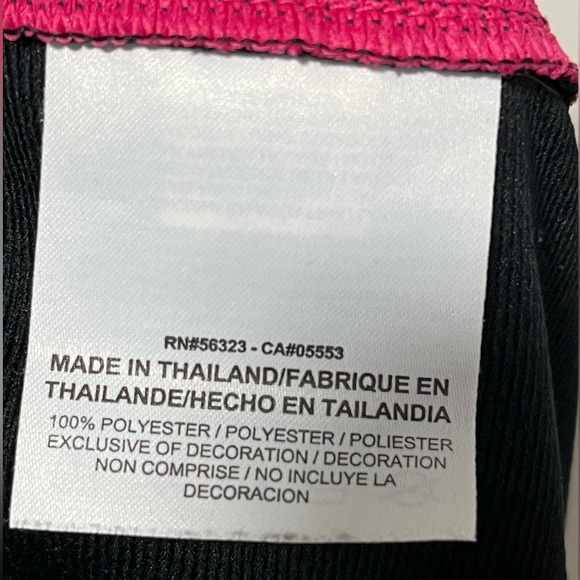 RN#56323 - CA#05553
MADE IN THAILAND/FABRIQUE EN
THAILANDE/HECHO EN TAILANDIA
100% POLYESTER / POLYESTER / POLIESTER
EXCLUSIVE OF DECORATION / DECORATION
NON COMPRISE / NO INCLUYE LA
DECORACION